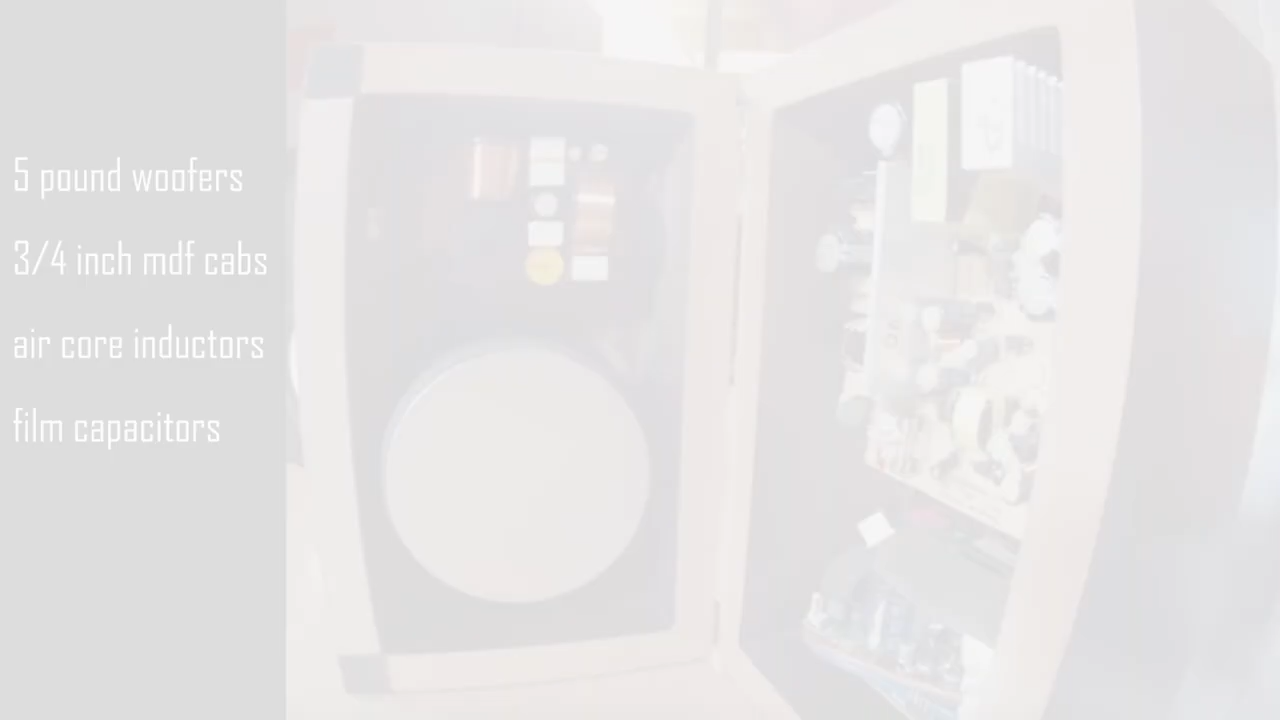 5 pound woofers
3/4 inch mdf cabs
air core inductors
film capacitors